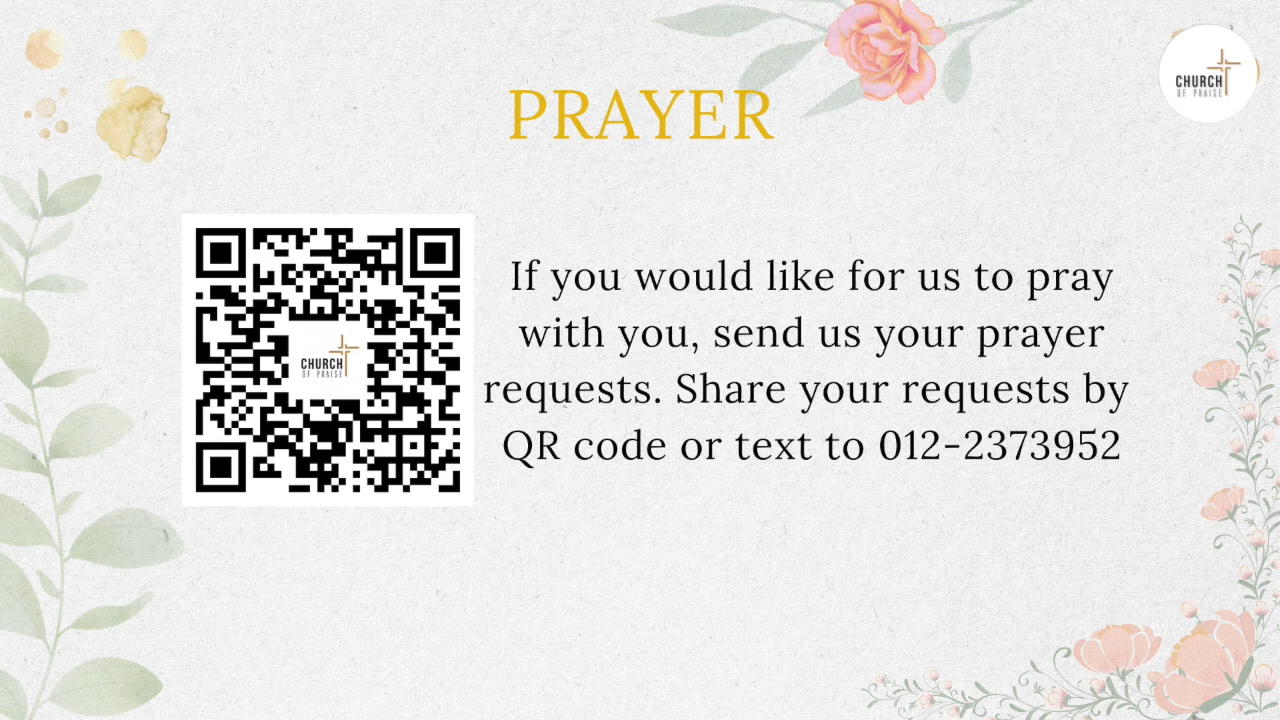 PRAYER
CHURCH
OF PRAISE
If you would like for us to pray
with you, send us your prayer
requests. Share your requests by
QR code or text to 012-2373952
CHURCH
OF PRAISE